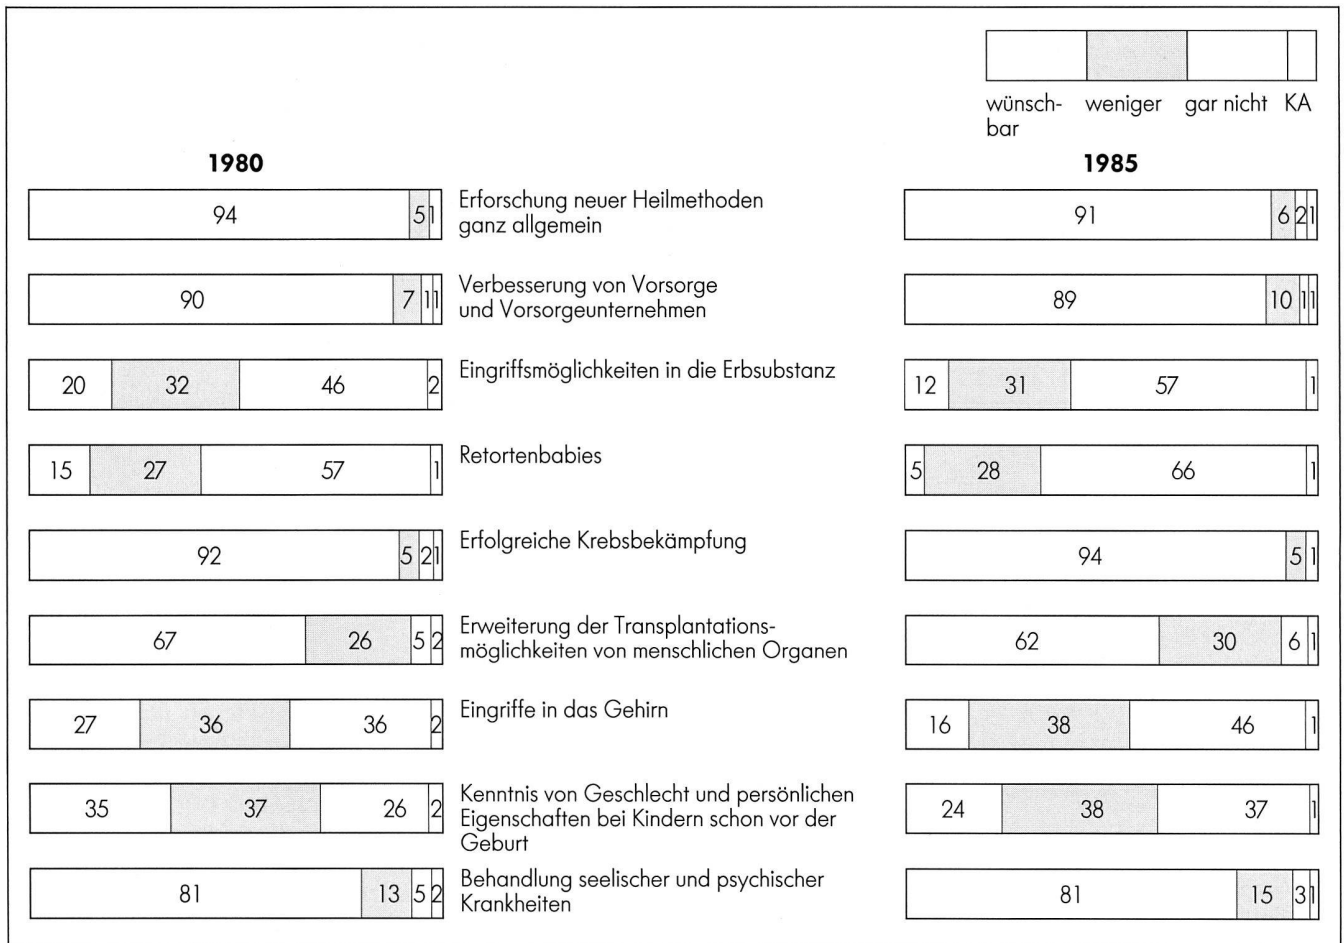 wünsch- weniger gar nicht KA
bar
1980 1985
94 5 1 Erforschung neuer Heilmethoden 91 6 2 1
ganz allgemein
90 7 1 1 Verbesserung von Vorsorge 89 10 1 1
und Vorsorgeunternehmen
20 32 46 2 Eingriffsmöglichkeiten in die Erbsubstanz 12 31 57 1
15 27 57 1 Retortenbabies 5 28 66 1
92 5 2 1 Erfolgreiche Krebsbekämpfung 94 5 1
67 26 5 2 Erweiterung der Transplantations- 62 30 6 1
möglichkeiten von menschlichen Organen
27 36 36 2 Eingriffe in das Gehirn 16 38 46 1
35 37 26 2 Kenntnis von Geschlecht und persönlichen 24 38 37 1
Eigenschaften bei Kindern schon vor der
Geburt
81 13 5 2 Behandlung seelischer und psychischer 81 15 3 1
Krankheiten